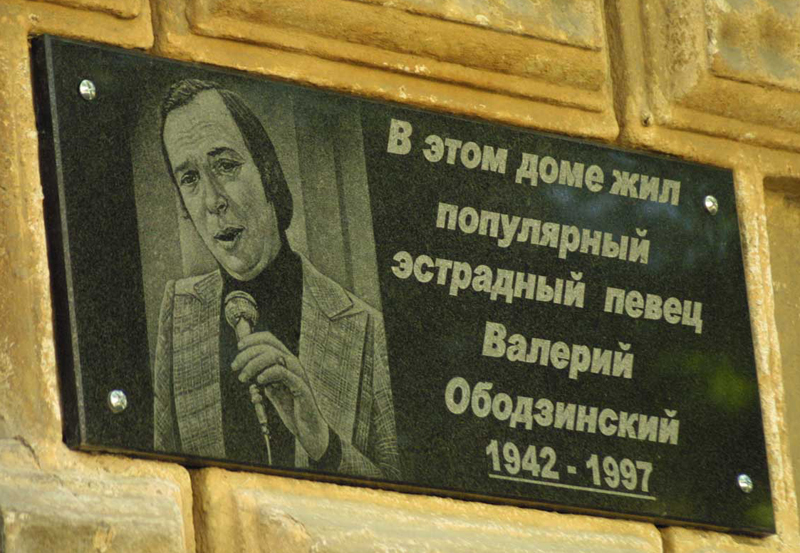 В этом доме жил
популярный
эстрадный певец
Валерий
Ободзинский
1942 - 1997